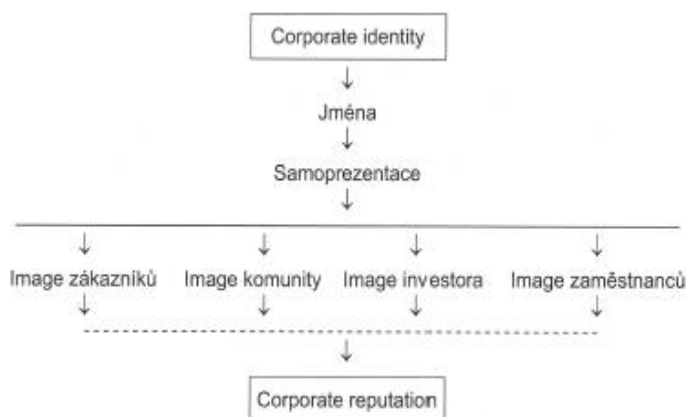 Corporate identity
Jména
Samoprezentace
Image zákazníků Image komunity Image investora Image zaměstnanců
Corporate reputation